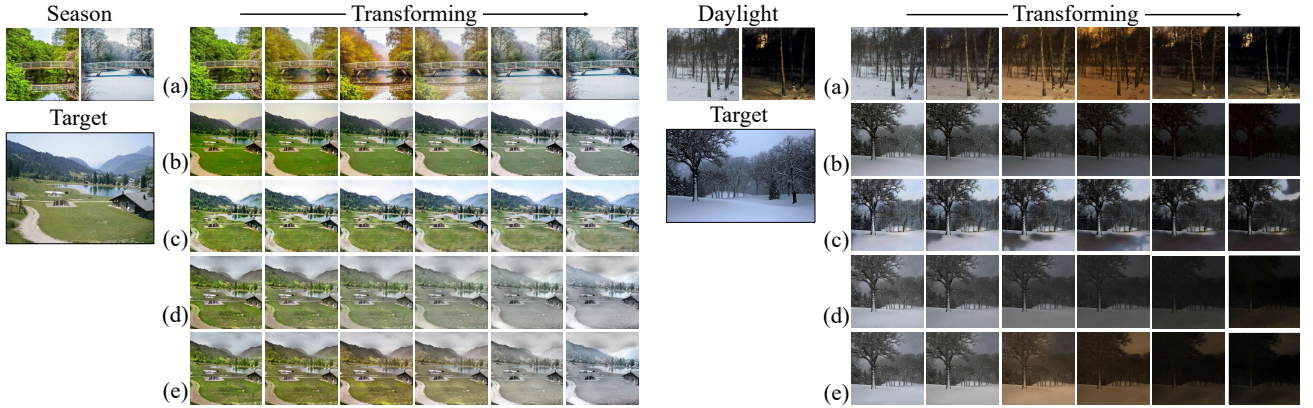 Season
Transforming
(a)
Target
(b)
(c)
(d)
(e)
Daylight
Transforming
(a)
Target
(b)
(c)
(d)
(e)